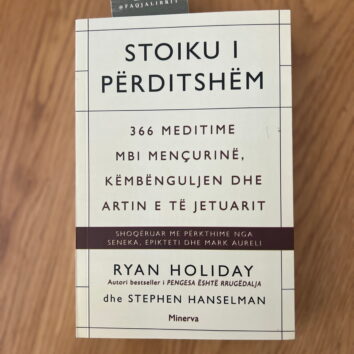 @FAQJALIBRIT
STOIKU I
PËRDITSHËM
366 MEDITIME
MBI MENÇURINË,
KËMBËNGULJEN DHE
ARTIN E TË JETUARIT
SHOQËRUAR ME PËRKTHIME NGA
SENEKA, EPIKTETI DHE MARK AURELI
RYAN HOLIDAY
Autori bestseller i PENGESA ËSHTË RRUGËDALJA
dhe STEPHEN HANSELMAN
Minerva